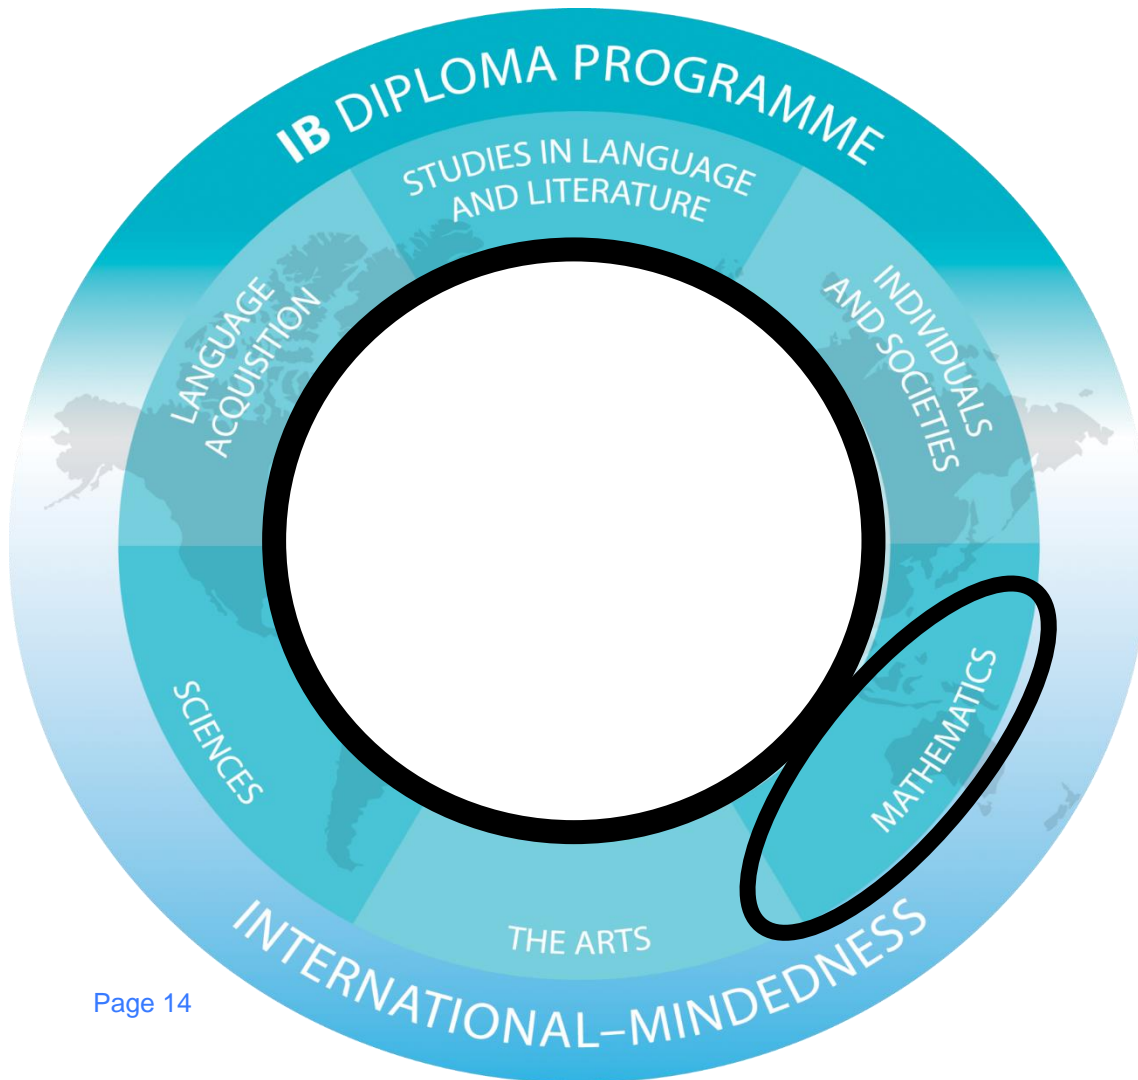 IB DIPLOMA PROGRAMME
STUDIES IN LANGUAGE
AND LITERATURE
LANGUAGE
ACQUISITION
INDIVIDUALS
AND SOCIETIES
SCIENCES
MATHEMATICS
THE ARTS
INTERNATIONAL–MINDEDNESS
Page 14